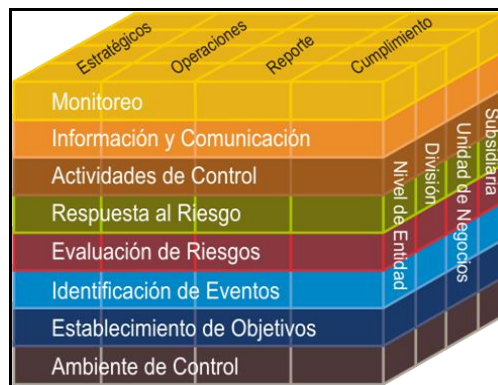 Estratégicos
Operaciones
Reporte
Cumplimiento
Monitoreo
Información y Comunicación
Actividades de Control
Respuesta al Riesgo
Evaluación de Riesgos
Identificación de Eventos
Establecimiento de Objetivos
Ambiente de Control
Nivel de Entidad
División
Unidad de Negocios
Subsidiaria